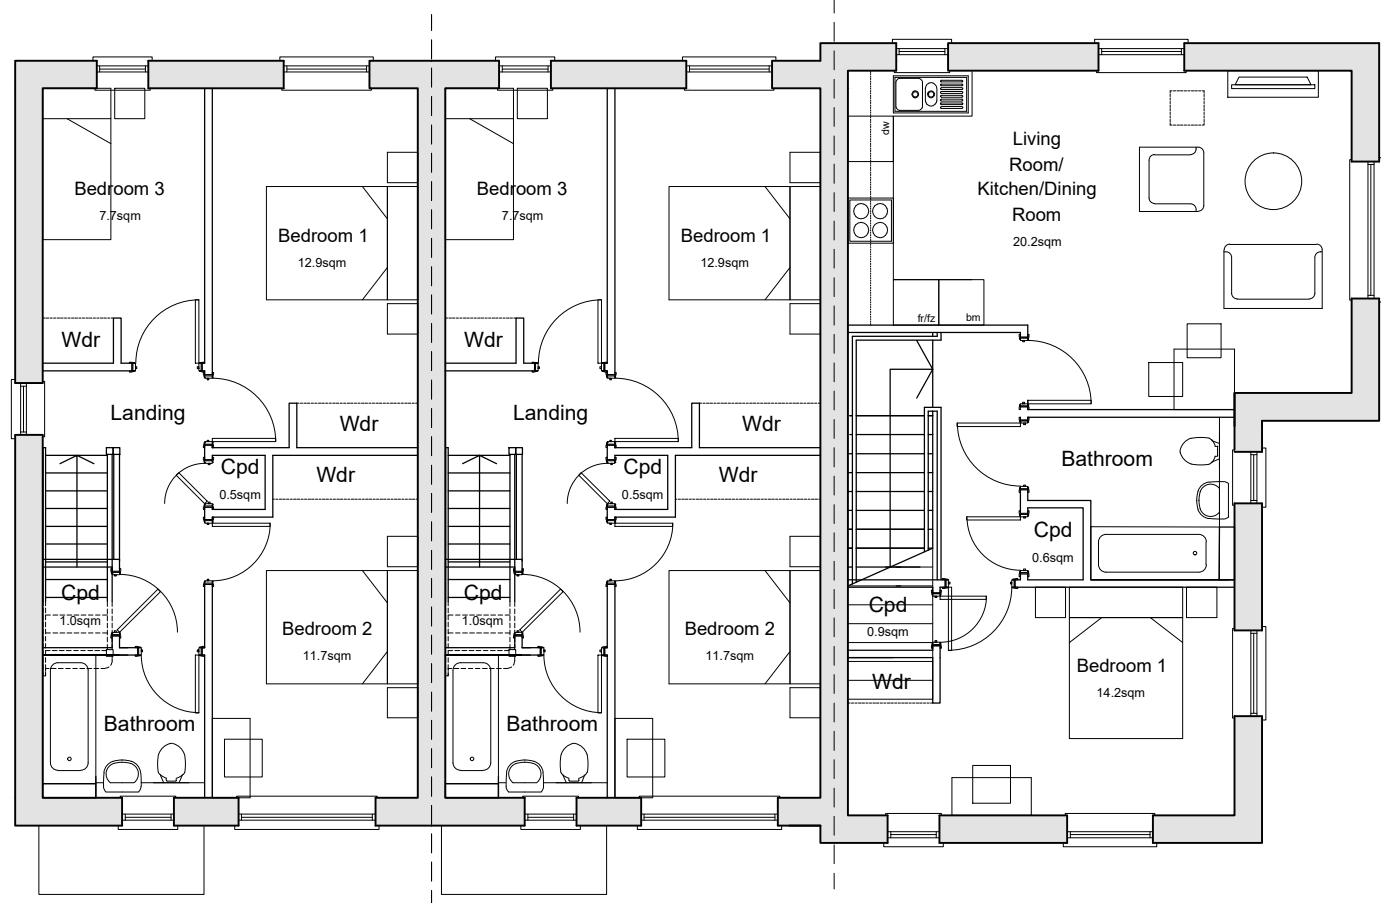 Bedroom 3
7.7sqm
Bedroom 1
12.9sqm
Wdr
Landing
Wdr
Cpd
0.5sqm
Wdr
Cpd
1.0sqm
Bedroom 2
11.7sqm
Bathroom
Bedroom 3
7.7sqm
Bedroom 1
12.9sqm
Wdr
Landing
Wdr
Cpd
0.5sqm
Wdr
Cpd
1.0sqm
Bedroom 2
11.7sqm
Bathroom
dw
Living
Room/
Kitchen/Dining
Room
20.2sqm
fr/fz
bm
Bathroom
Cpd
0.6sqm
Cpd
0.9sqm
Wdr
Bedroom 1
14.2sqm